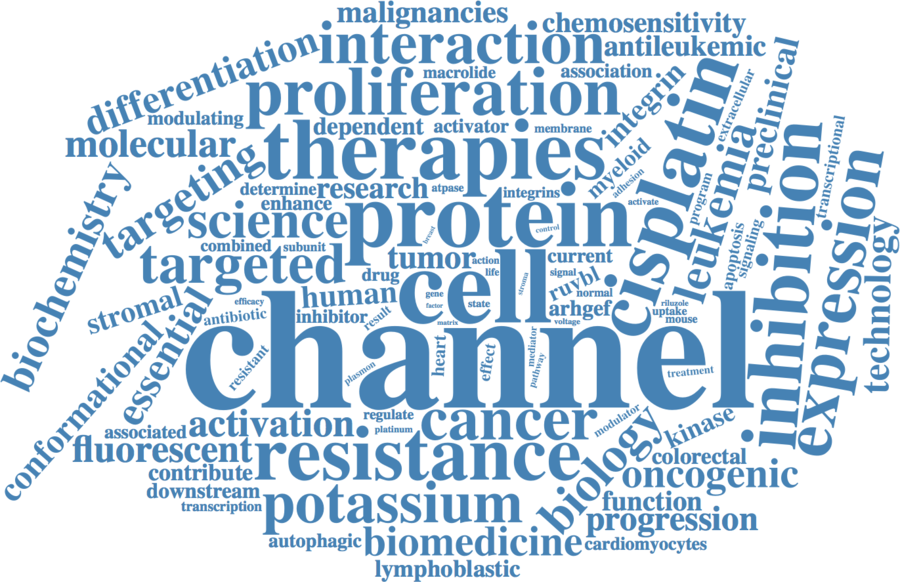 malignancies
chemosensitivity
interaction
antileukemic
differentiation
macrolide
association
proliferation
integrin
extracellular
preclinical
modulating
dependent
activator
membrane
molecular
therapies
cisplatin
myeloid
adhesion
leukemia
inhibition
transcriptional
targeting
determine
research
atpase
integrins
activate
program
biochemistry
enhance
science
protein
breast
control
expression
combined
subunit
targeted
tumor
action
current
apoptosis
signaling
technology
drug
cell
life
signal
stroma
ruybl
normal
human
gene
state
factor
arhgef
riluzole
uptake
mouse
stromal
efficacy
antibiotic
inhibitor
result
matrix
voltage
essential
conformational
channel
resistant
plasmon
heart
effect
mediator
pathway
treatment
regulate
platinum
cancer
modulator
kinase
associated
activation
fluorescent
resistance
biology
colorectal
contribute
oncogenic
downstream
transcription
potassium
function
progression
autophagic
biomedicine
cardiomyocytes
lymphoblastic